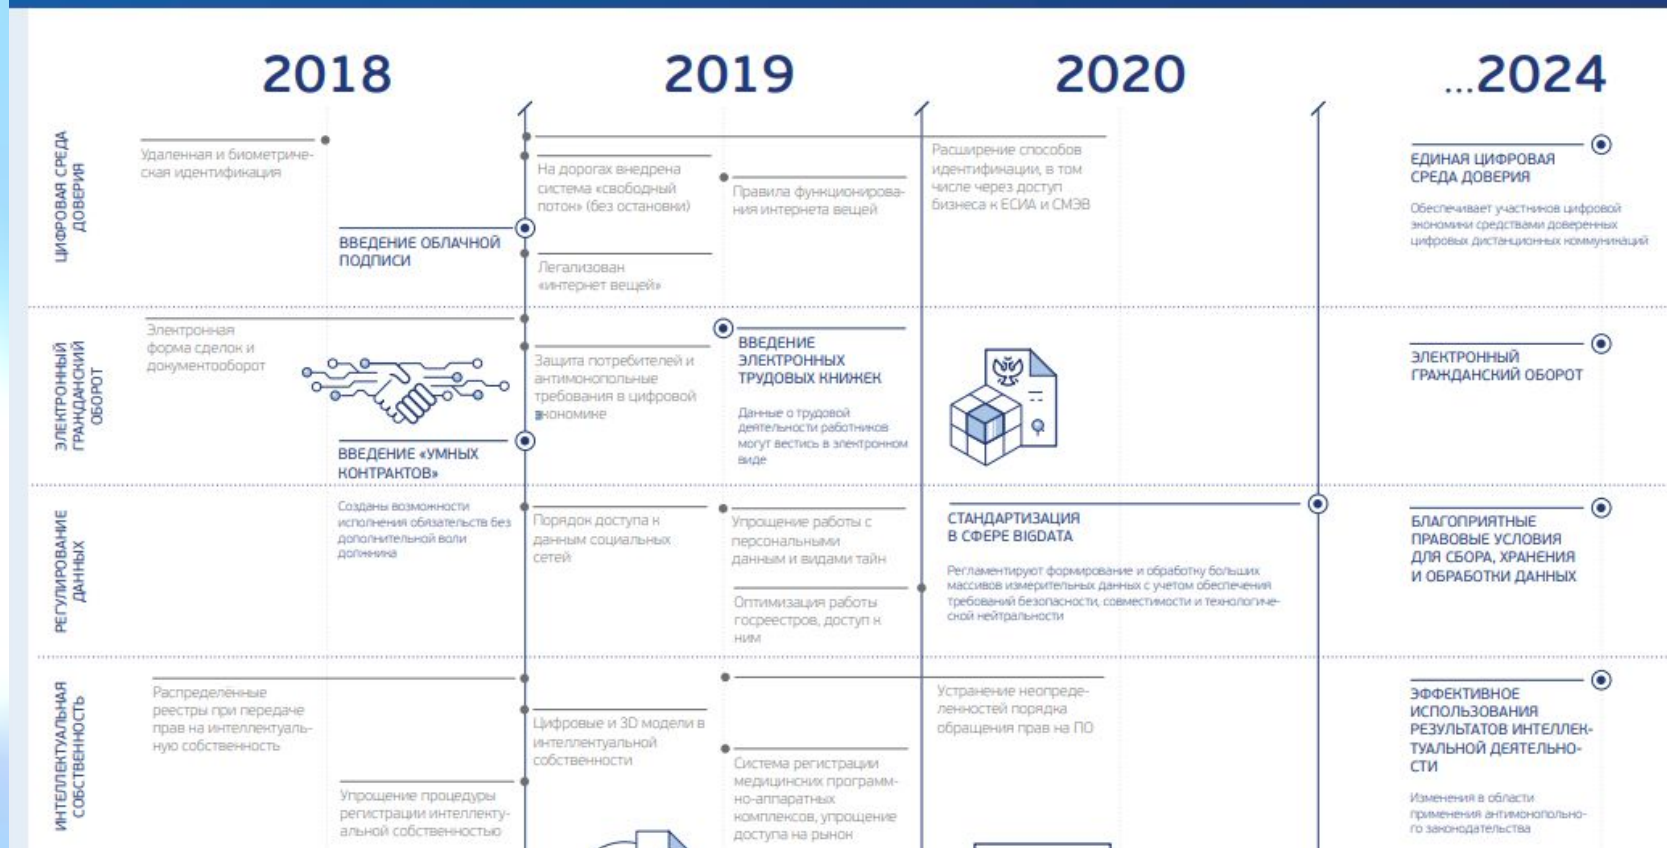 2018
2019
2020
...2024
ЦИФРОВАЯ СРЕДА
ДОВЕРИЯ
Удаленная и биометриче-
ская идентификация
ВВЕДЕНИЕ ОБЛАЧНОЙ
ПОДПИСИ
На дорогах внедрена
система «свободный
поток» (без остановки)
Легализован
«интернет вещей»
Правила функционирова-
ния интернета вещей
Расширение способов
идентификации, в том
числе через доступ
бизнеса к ЕСИА и СМЭВ
ЕДИНАЯ ЦИФРОВАЯ
СРЕДА ДОВЕРИЯ
Обеспечивает участников цифровой
экономики средствами доверенных
цифровых дистанционных коммуникаций
ЭЛЕКТРОННЫЙ
ГРАЖДАНСКИЙ
ОБОРОТ
Электронная
форма сделок и
документооборот
ВВЕДЕНИЕ «УМНЫХ
КОНТРАКТОВ»
Созданы возможности
исполнения обязательств без
дополнительной воли
должника
Защита потребителей и
антимонопольные
требования в цифровой
экономике
ВВЕДЕНИЕ
ЭЛЕКТРОННЫХ
ТРУДОВЫХ КНИЖЕК
Данные о трудовой
деятельности работников
могут вестись в электронном
виде
ЭЛЕКТРОННЫЙ
ГРАЖДАНСКИЙ ОБОРОТ
РЕГУЛИРОВАНИЕ
ДАННЫХ
Порядок доступа к
данным социальных
сетей
Упрощение работы с
персональными
данным и видами тайн
Оптимизация работы
госреестров, доступ к
ним
СТАНДАРТИЗАЦИЯ
В СФЕРЕ BIGDATA
Регламентируют формирование и обработку больших
массивов измерительных данных с учетом обеспечения
требований безопасности, совместимости и технологиче-
ской нейтральности
БЛАГОПРИЯТНЫЕ
ПРАВОВЫЕ УСЛОВИЯ
ДЛЯ СБОРА, ХРАНЕНИЯ
И ОБРАБОТКИ ДАННЫХ
ИНТЕЛЛЕКТУАЛЬНАЯ
СОБСТВЕННОСТЬ
Распределенные
реестры при передаче
прав на интеллектуаль-
ную собственность
Упрощение процедуры
регистрации интеллекту-
альной собственностью
Цифровые и 3D модели в
интеллектуальной
собственности
Система регистрации
медицинских программ-
но-аппаратных
комплексов, упрощение
доступа на рынок
Устранение неопреде-
ленностей порядка
обращения прав на ПО
ЭФФЕКТИВНОЕ
ИСПОЛЬЗОВАНИЯ
РЕЗУЛЬТАТОВ ИНТЕЛЛЕК-
ТУАЛЬНОЙ ДЕЯТЕЛЬНО-
СТИ
Изменения в области
применения антимонопольно-
го законодательства